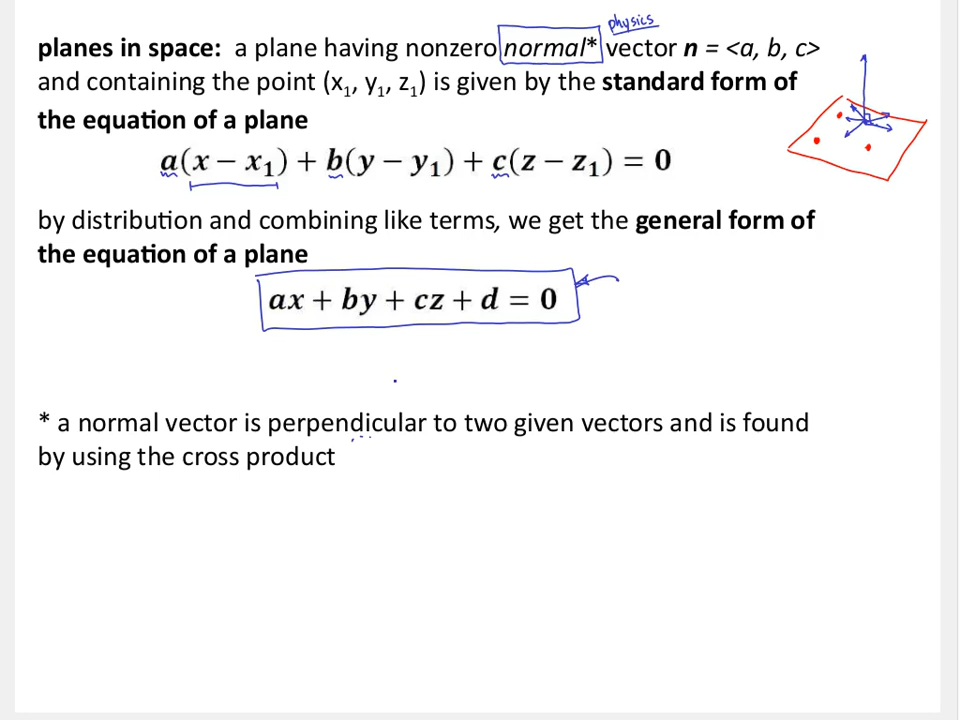 physics
planes in space: a plane having nonzero normal* vector n = <a, b, c>
and containing the point (x₁, y₁, z₁) is given by the standard form of
the equation of a plane
a(x − x₁) + b(y − y₁) + c(z − z₁) = 0
by distribution and combining like terms, we get the general form of
the equation of a plane
ax + by + cz + d = 0
* a normal vector is perpendicular to two given vectors and is found
by using the cross product